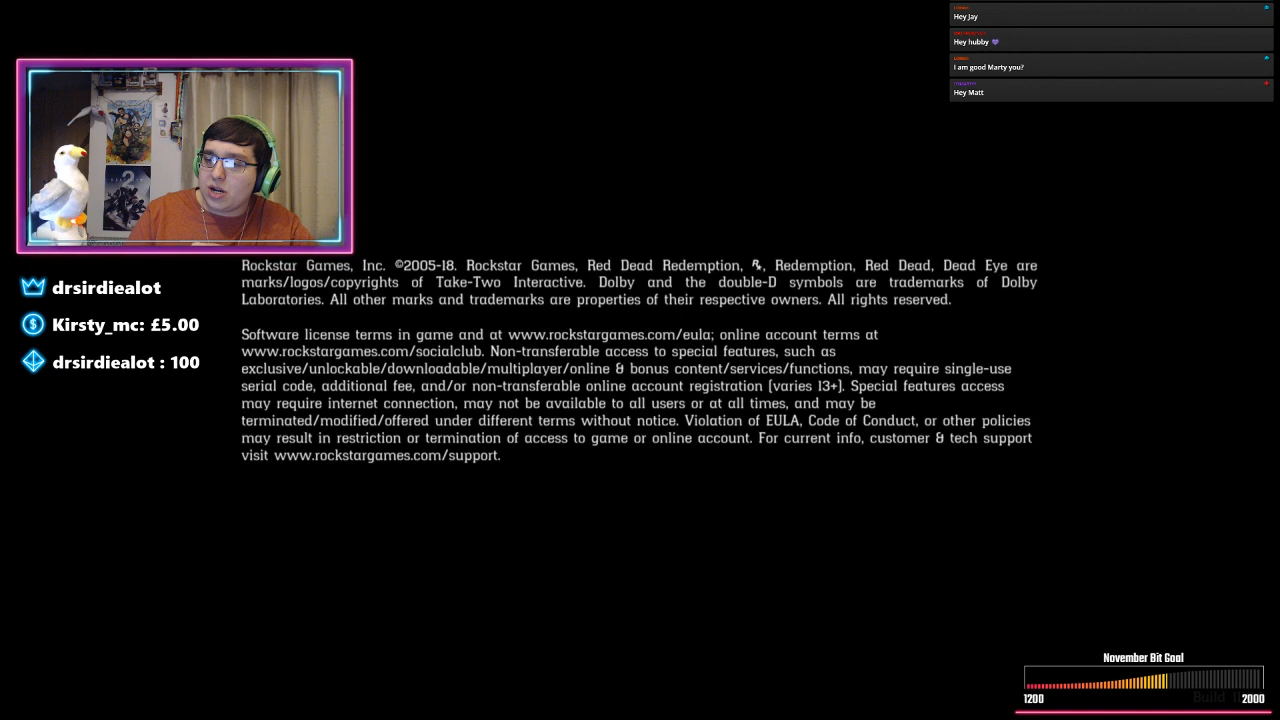 Hey Jay
Hey hubby 💜
I am good Marty you?
Hey Matt
drsirdiealot
Kirsty_mc: £5.00
drsirdiealot : 100
Rockstar Games, Inc. ©2005-18. Rockstar Games, Red Dead Redemption, R*, Redemption, Red Dead, Dead Eye are
marks/logos/copyrights of Take-Two Interactive. Dolby and the double-D symbols are trademarks of Dolby
Laboratories. All other marks and trademarks are properties of their respective owners. All rights reserved.
Software license terms in game and at www.rockstargames.com/eula; online account terms at
www.rockstargames.com/socialclub. Non-transferable access to special features, such as
exclusive/unlockable/downloadable/multiplayer/online & bonus content/services/functions, may require single-use
serial code, additional fee, and/or non-transferable online account registration (varies 13+). Special features access
may require internet connection, may not be available to all users or at all times, and may be
terminated/modified/offered under different terms without notice. Violation of EULA, Code of Conduct, or other policies
may result in restriction or termination of access to game or online account. For current info, customer & tech support
visit www.rockstargames.com/support.
November Bit Goal
Build
1200
2000